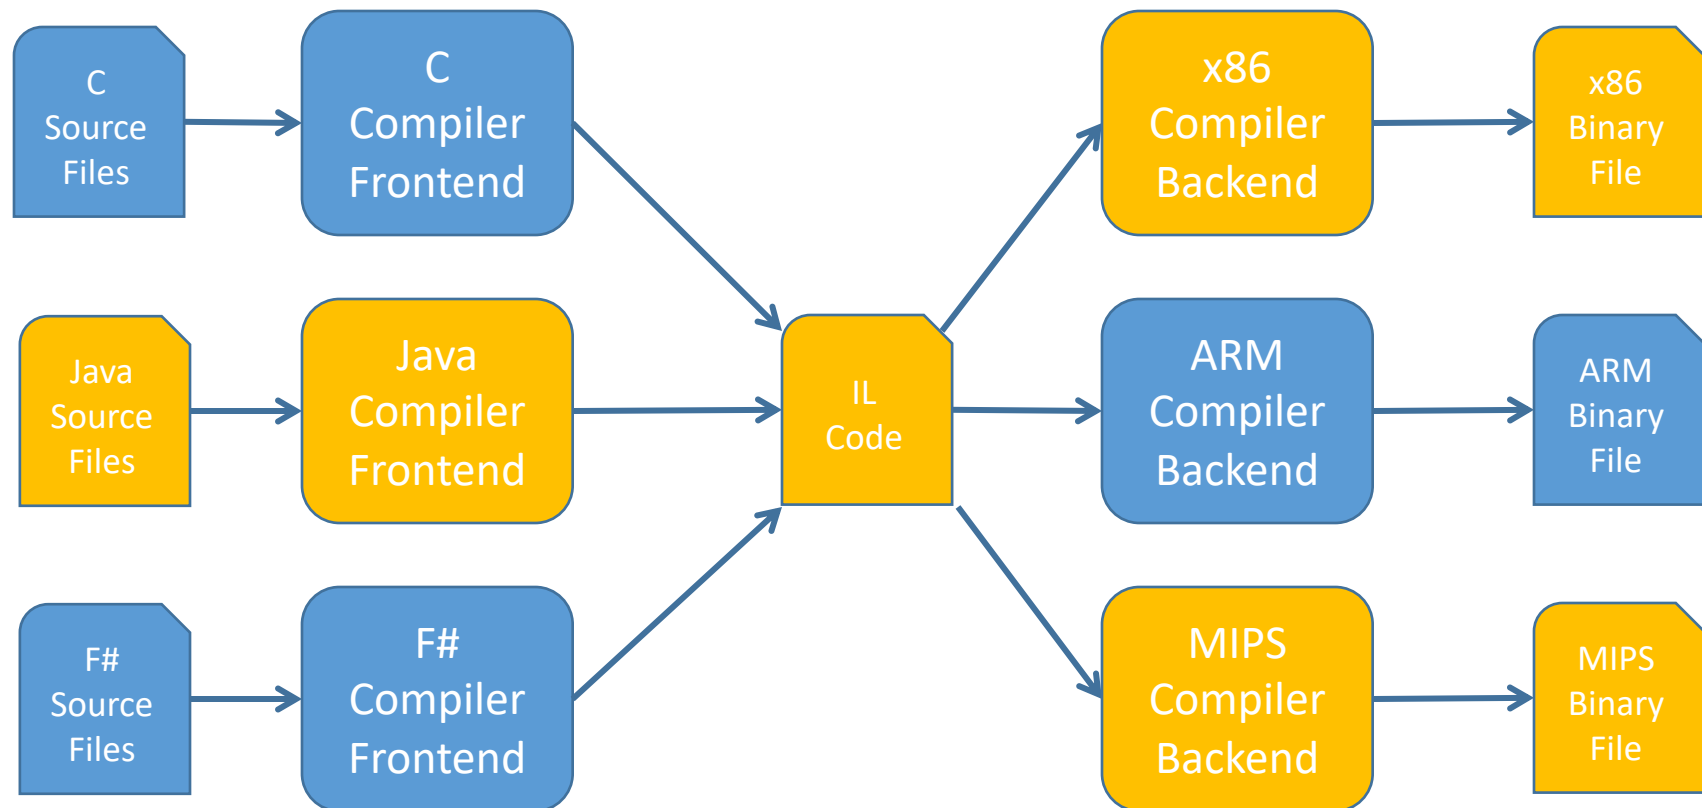 C
Source
Files
C
Compiler
Frontend
x86
Compiler
Backend
x86
Binary
File
Java
Source
Files
Java
Compiler
Frontend
IL
Code
ARM
Compiler
Backend
ARM
Binary
File
F#
Source
Files
F#
Compiler
Frontend
MIPS
Compiler
Backend
MIPS
Binary
File